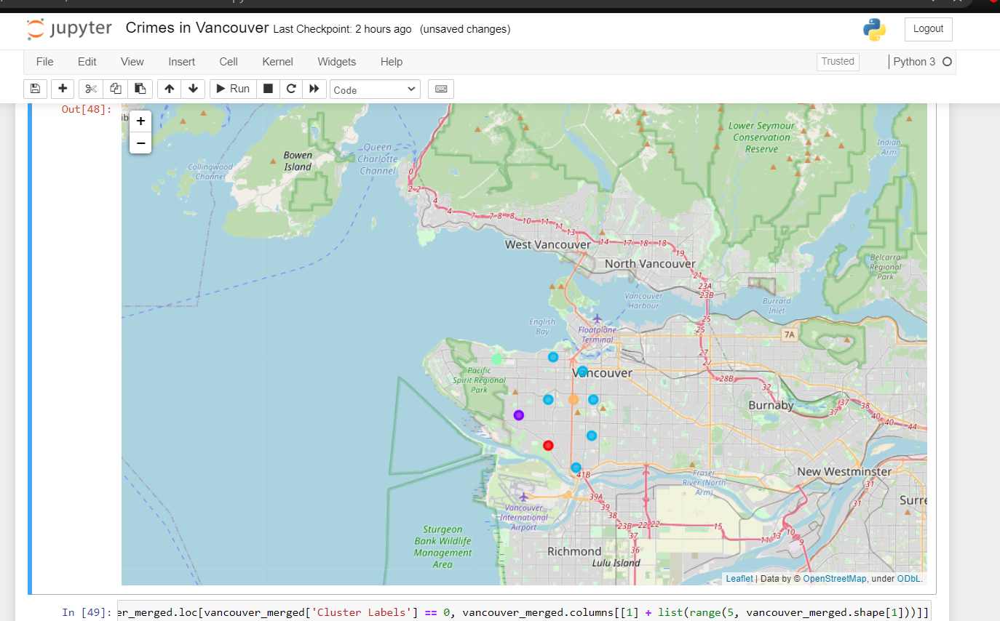 jupyter Crimes in Vancouver Last Checkpoint: 2 hours ago (unsaved changes)
Logout
File Edit View Insert Cell Kernel Widgets Help
Trusted
Python 3
Run
Code
Out[48]:
+
−
Bowen
Island
Queen
Charlotte
Channel
Collingwood
Channel
Lower Seymour
Conservation
Reserve
Indian
Arm
0
2-2
4
4
7-8-8
10
11
11
13
14
17
18
18
19
21
23A
23B
West Vancouver
North Vancouver
Belcarra
Regional
Park
Vancouver
Harbour
Burrard
Inlet
English
Bay
Floatplane
Terminal
25
25
7A
27
27
Vancouver
28B
32
Pacific
Spirit Regional
Park
Burnaby
37
37
38
40
40
44
41B
Fraser
River (North
Arm)
New Westminster
31
31
Surre
Vancouver
International
Airport
39A
39
38
23B
22
22
15
37
36
11
13
10
9
Sturgeon
Bank Wildlife
Management
Area
Richmond
Lulu Island
Leaflet | Data by © OpenStreetMap, under ODbL.
In [49]: er_merged.loc[vancouver_merged['Cluster Labels'] == 0, vancouver_merged.columns[[1] + list(range(5, vancouver_merged.shape[1]))]]